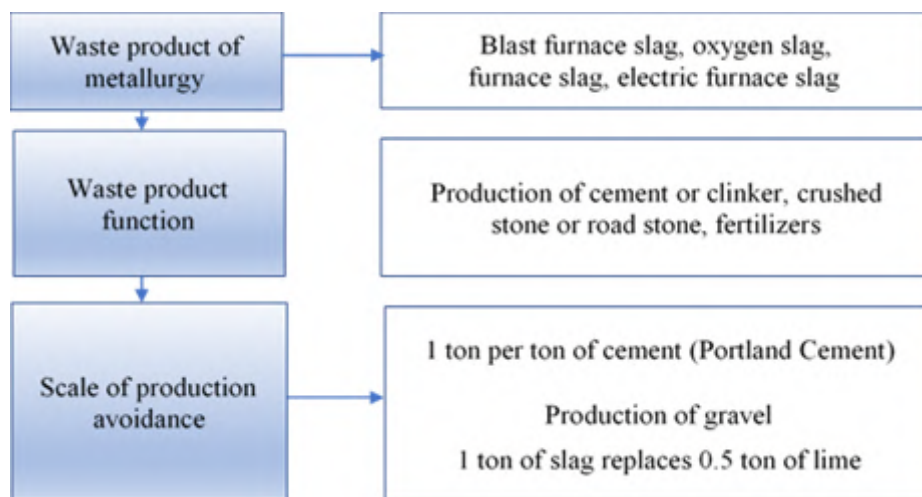 Waste product of
metallurgy
Blast furnace slag, oxygen slag,
furnace slag, electric furnace slag
Waste product
function
Production of cement or clinker, crushed
stone or road stone, fertilizers
Scale of production
avoidance
1 ton per ton of cement (Portland Cement)
Production of gravel
1 ton of slag replaces 0.5 ton of lime